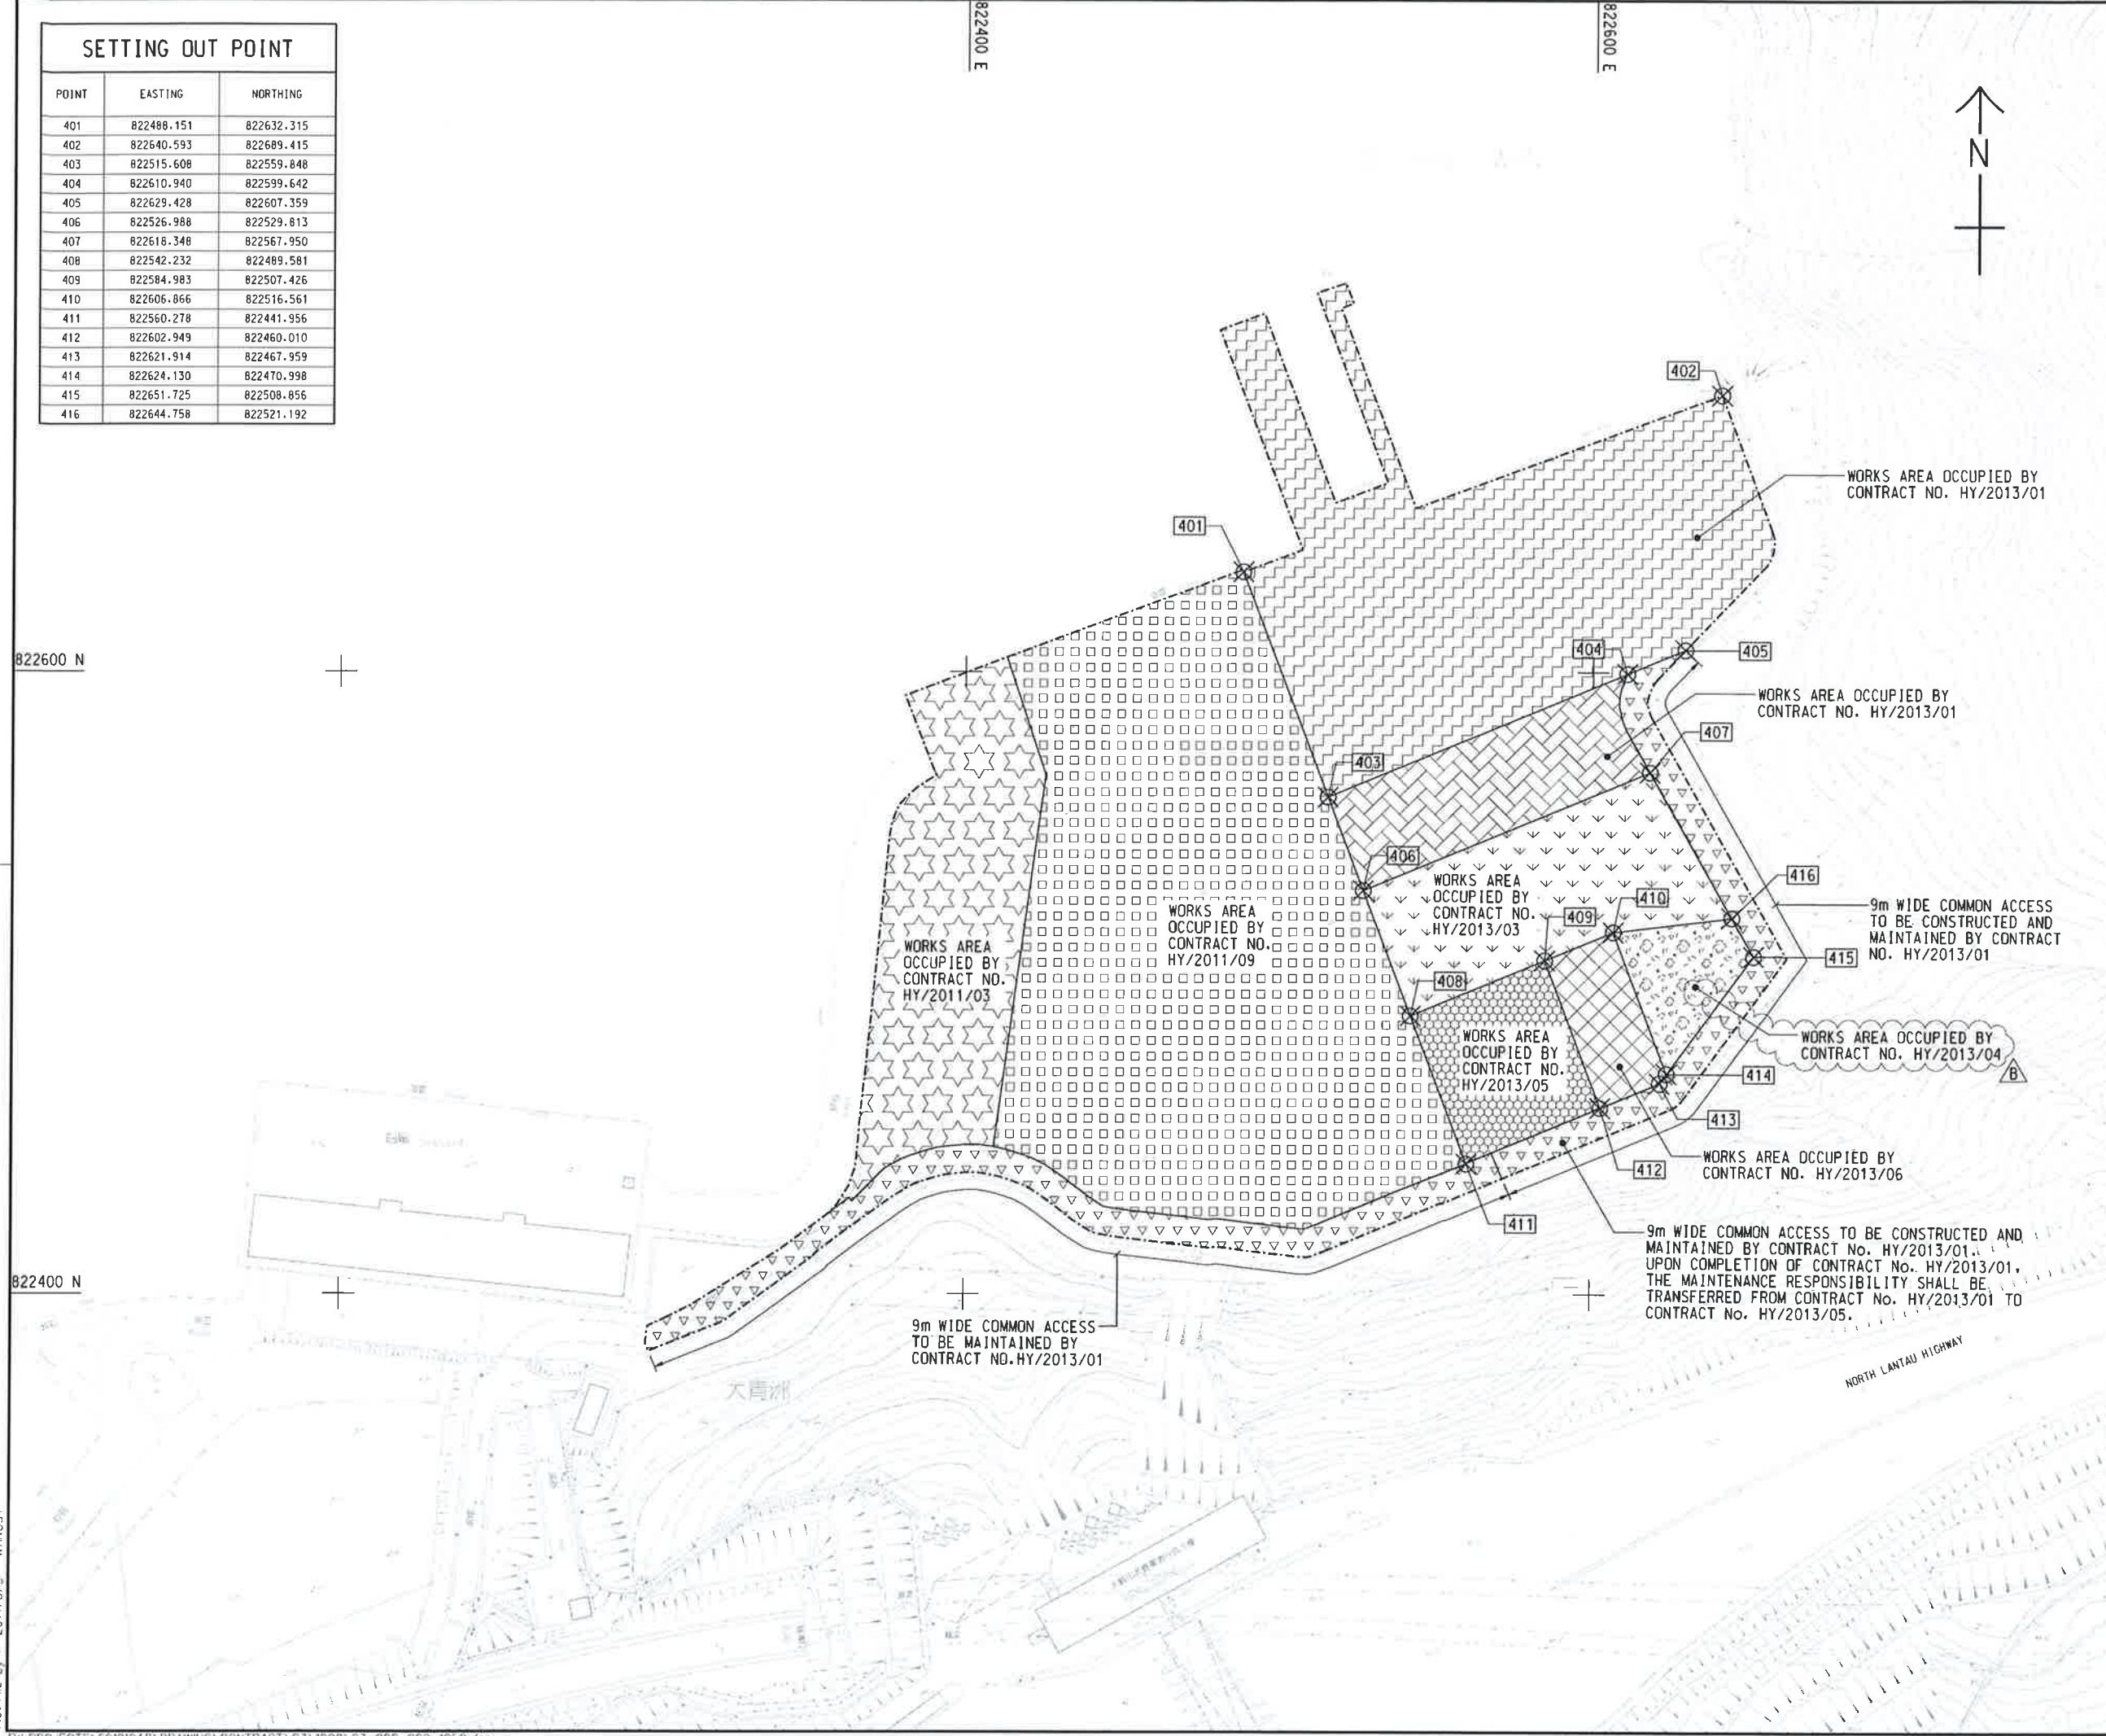 SETTING OUT POINT
POINT EASTING NORTHING
401 822488.151 822632.315
402 822640.593 822689.415
403 822515.608 822559.848
404 822610.940 822599.642
405 822629.428 822607.359
406 822526.988 822529.813
407 822618.348 822567.950
408 822542.232 822489.581
409 822584.983 822507.426
410 822606.866 822516.561
411 822560.278 822441.956
412 822602.949 822460.010
413 822621.914 822467.959
414 822624.130 822470.998
415 822651.725 822508.856
416 822644.758 822521.192
822400 E
822600 E
N
402
WORKS AREA OCCUPIED BY
CONTRACT NO. HY/2013/01
401
822600 N
404
405
WORKS AREA OCCUPIED BY
CONTRACT NO. HY/2013/01
407
403
406
416
WORKS AREA
OCCUPIED BY
CONTRACT NO.
HY/2013/03
410
409
9m WIDE COMMON ACCESS
TO BE CONSTRUCTED AND
MAINTAINED BY CONTRACT
NO. HY/2013/01
WORKS AREA
OCCUPIED BY
CONTRACT NO.
HY/2011/09
WORKS AREA
OCCUPIED BY
CONTRACT NO.
HY/2011/03
415
408
WORKS AREA
OCCUPIED BY
CONTRACT NO.
HY/2013/05
WORKS AREA OCCUPIED BY
CONTRACT NO. HY/2013/04
B
414
413
WORKS AREA OCCUPIED BY
CONTRACT NO. HY/2013/06
412
411
9m WIDE COMMON ACCESS TO BE CONSTRUCTED AND
MAINTAINED BY CONTRACT No. HY/2013/01.
UPON COMPLETION OF CONTRACT No. HY/2013/01,
THE MAINTENANCE RESPONSIBILITY SHALL BE
TRANSFERRED FROM CONTRACT No. HY/2013/01 TO
CONTRACT No. HY/2013/05.
822400 N
9m WIDE COMMON ACCESS
TO BE MAINTAINED BY
CONTRACT NO.HY/2013/01
NORTH LANTAU HIGHWAY
大青洲